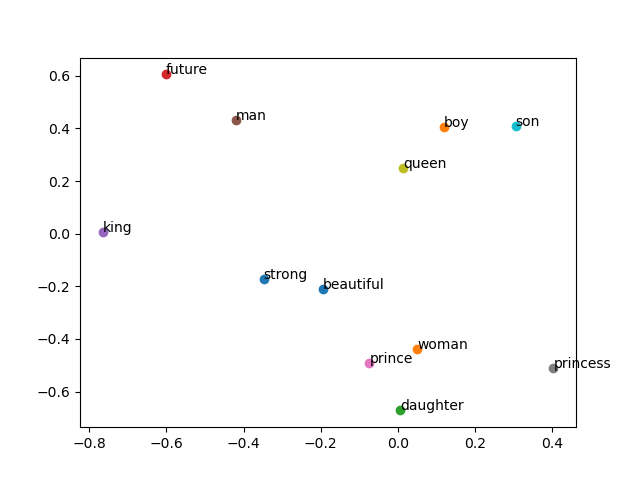 future
man
boy
son
queen
king
strong
beautiful
woman
prince
princess
daughter
0.6
0.4
0.2
0.0
−0.2
−0.4
−0.6
−0.8 −0.6 −0.4 −0.2 0.0 0.2 0.4